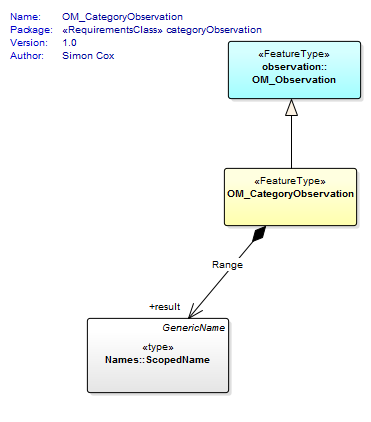 Name: OM_CategoryObservation
Package: «RequirementsClass» categoryObservation
Version: 1.0
Author: Simon Cox
«FeatureType»
observation::
OM_Observation
«FeatureType»
OM_CategoryObservation
Range
+result
GenericName
«type»
Names::ScopedName